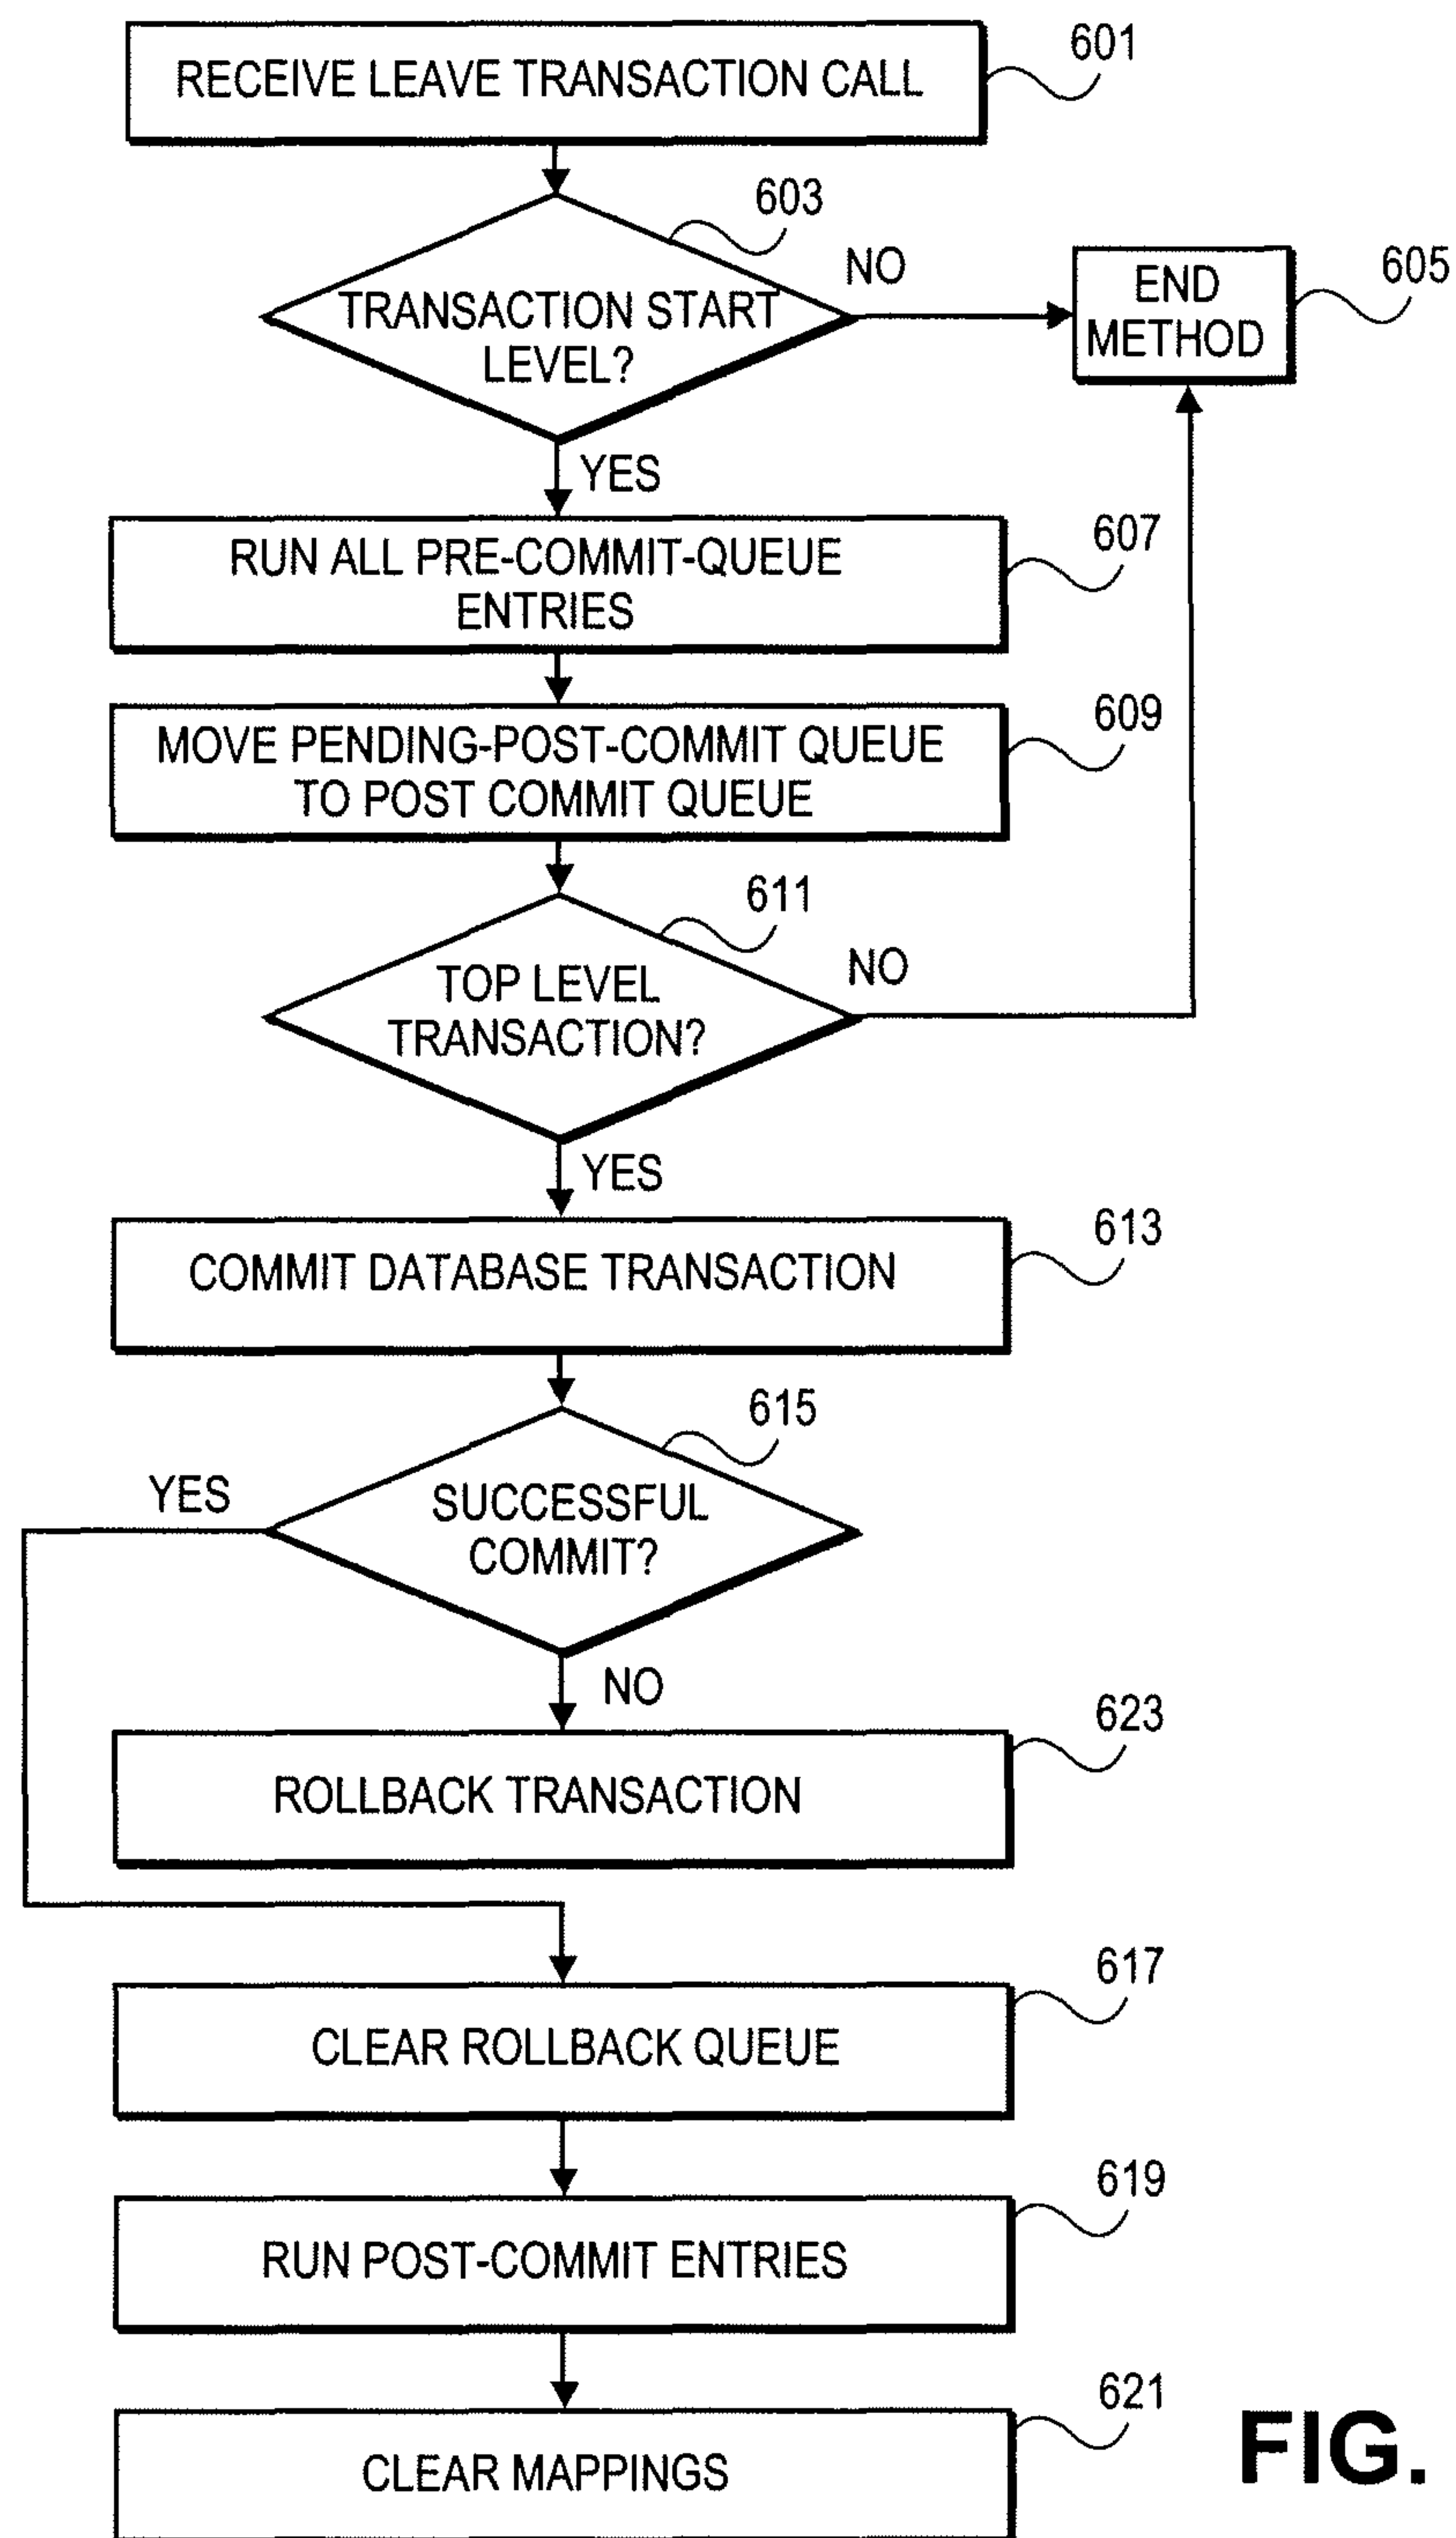 RECEIVE LEAVE TRANSACTION CALL
601
603
TRANSACTION START
LEVEL?
NO
END
METHOD
605
YES
RUN ALL PRE-COMMIT-QUEUE
ENTRIES
607
MOVE PENDING-POST-COMMIT QUEUE
TO POST COMMIT QUEUE
609
611
TOP LEVEL
TRANSACTION?
NO
YES
COMMIT DATABASE TRANSACTION
613
615
YES
SUCCESSFUL
COMMIT?
NO
ROLLBACK TRANSACTION
623
CLEAR ROLLBACK QUEUE
617
RUN POST-COMMIT ENTRIES
619
CLEAR MAPPINGS
621
FIG.